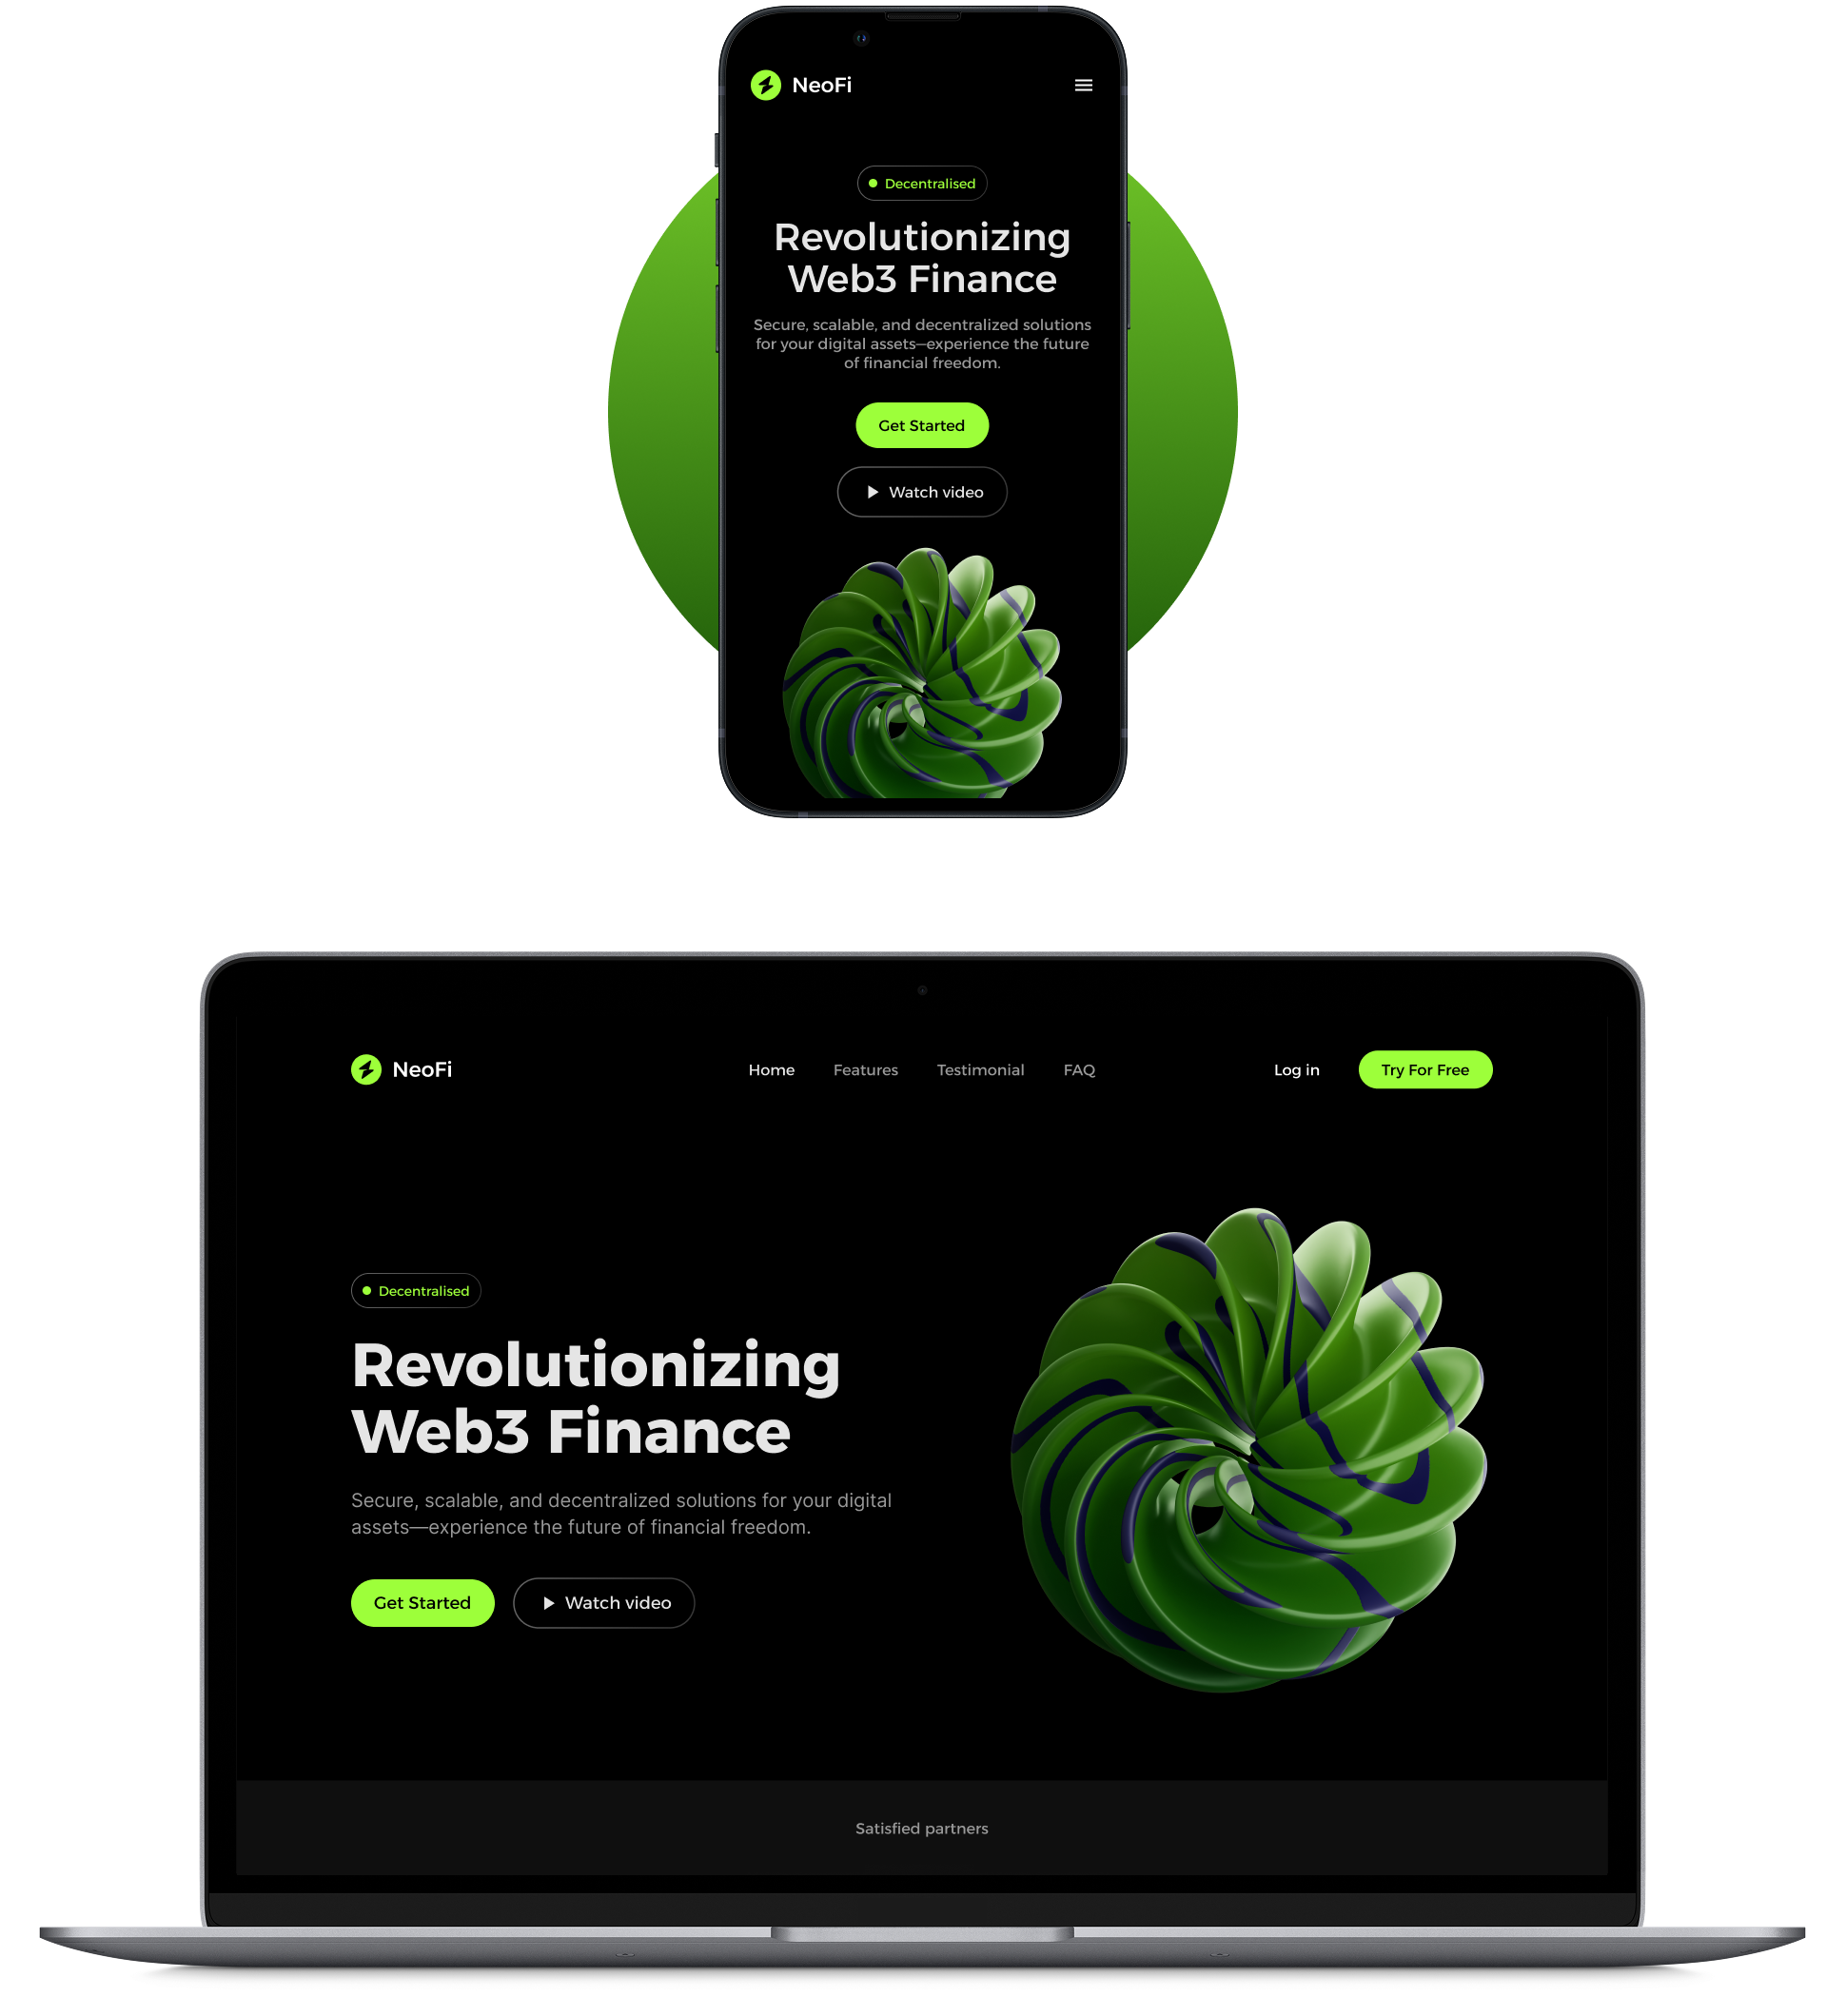 NeoFi
Decentralised
Revolutionizing
Web3 Finance
Secure, scalable, and decentralized solutions
for your digital assets—experience the future
of financial freedom.
Get Started
Watch video
NeoFi
Home
Features
Testimonial
FAQ
Log in
Try For Free
Decentralised
Revolutionizing
Web3 Finance
Secure, scalable, and decentralized solutions for your digital
assets—experience the future of financial freedom.
Get Started
Watch video
Satisfied partners